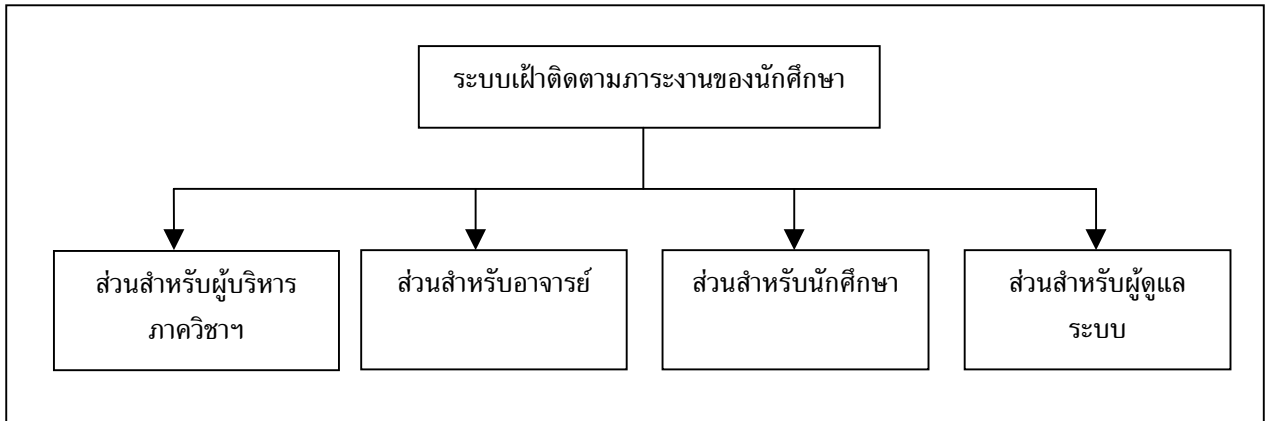 ระบบเฝ้าติดตามภาระงานของนักศึกษา
ส่วนสำหรับผู้บริหาร
ภาควิชาฯ
ส่วนสำหรับอาจารย์
ส่วนสำหรับนักศึกษา
ส่วนสำหรับผู้ดูแล
ระบบ